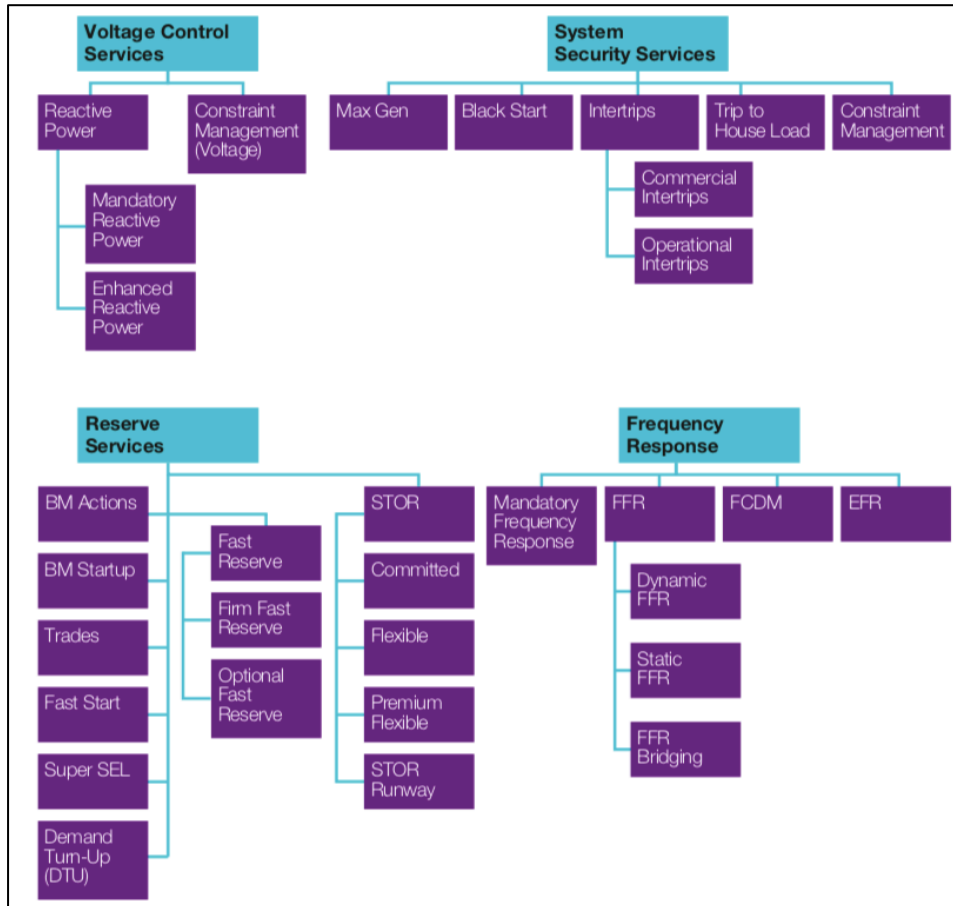 Voltage Control
Services
Reactive
Power
Constraint
Management
(Voltage)
Mandatory
Reactive
Power
Enhanced
Reactive
Power
System
Security Services
Max Gen
Black Start
Intertrips
Trip to
House Load
Constraint
Management
Commercial
Intertrips
Operational
Intertrips
Reserve
Services
BM Actions
BM Startup
Trades
Fast Start
Super SEL
Demand
Turn-Up
(DTU)
Fast
Reserve
Firm Fast
Reserve
Optional
Fast
Reserve
STOR
Committed
Flexible
Premium
Flexible
STOR
Runway
Frequency
Response
Mandatory
Frequency
Response
FFR
FCDM
EFR
Dynamic
FFR
Static
FFR
FFR
Bridging